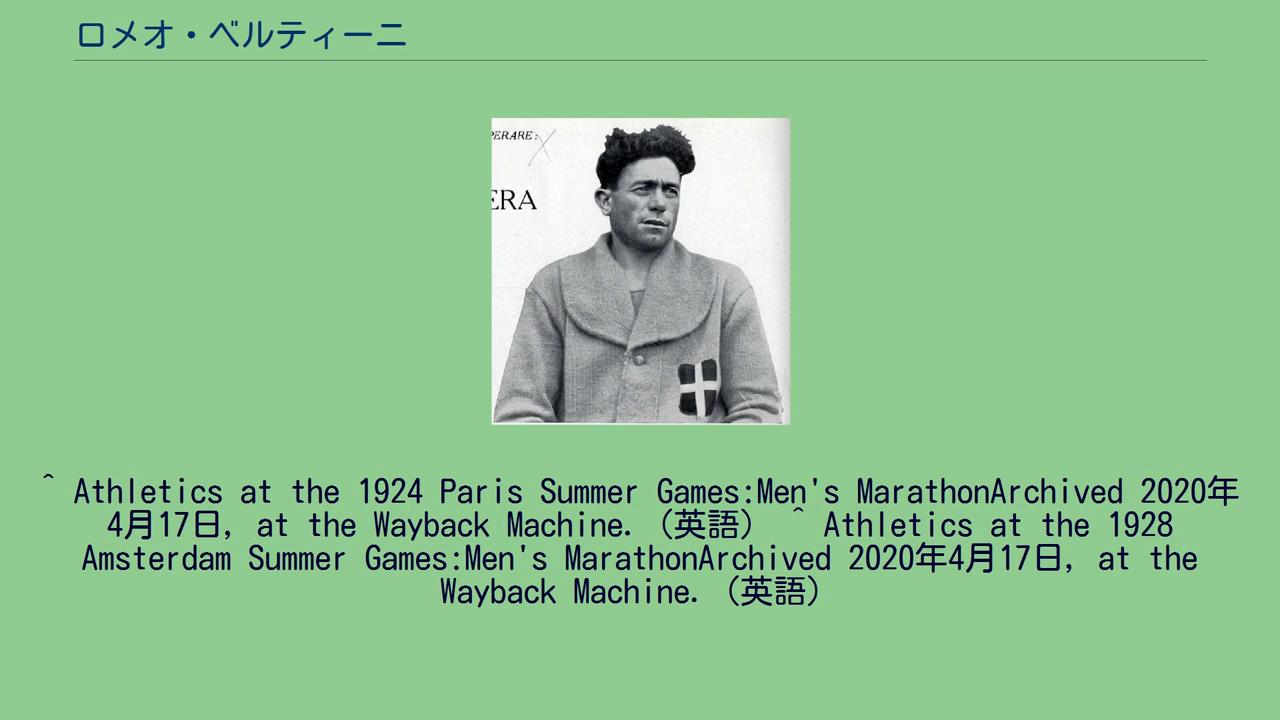 ロメオ・ベルティーニ
PERARE:
ERA
^ Athletics at the 1924 Paris Summer Games:Men's MarathonArchived 2020年
4月17日, at the Wayback Machine. （英語） ^ Athletics at the 1928
Amsterdam Summer Games:Men's MarathonArchived 2020年4月17日, at the
Wayback Machine. （英語）